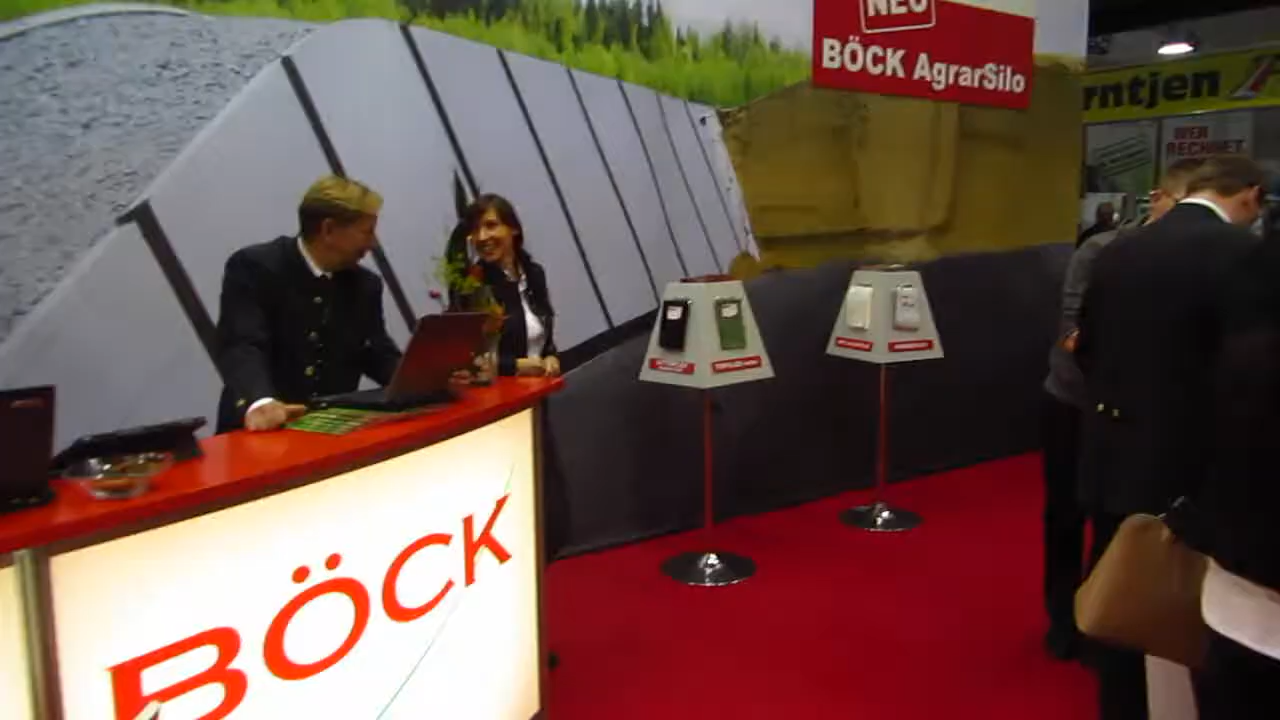 NEU
BÖCK AgrarSilo
rntjen
WER
RECHNET
BÖCK